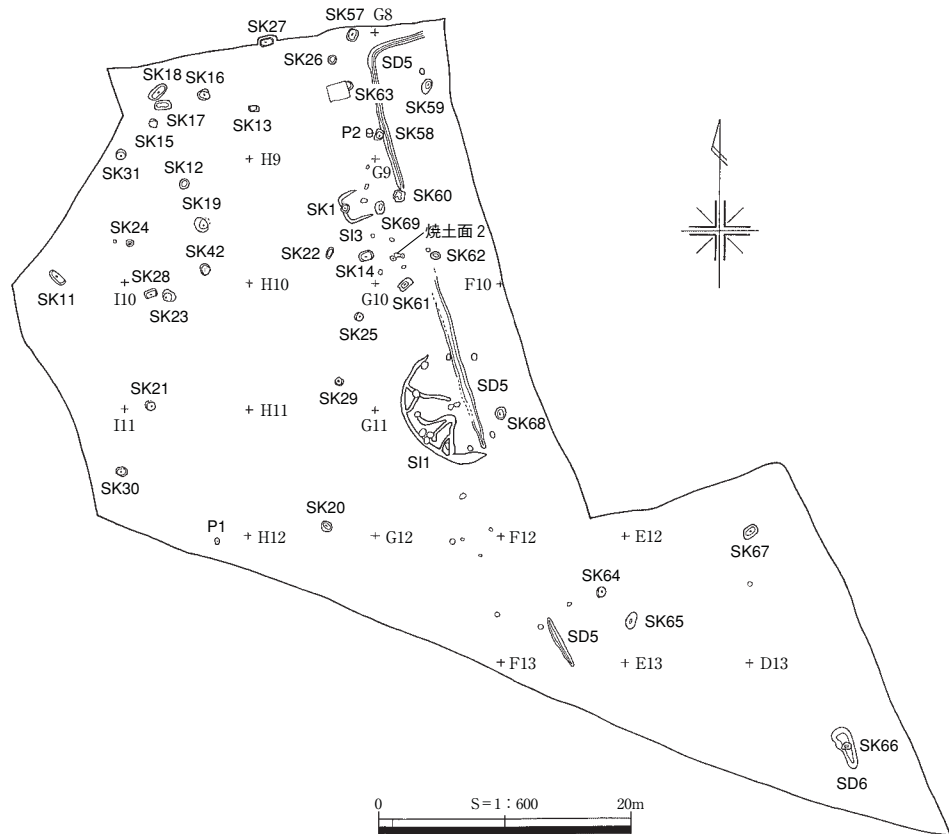 SK57
G8
SK27
SK26
SD5
SK18
SK16
SK63
SK59
SK17
SK13
SK15
P2
SK58
SK31
H9
G9
SK12
SK60
SK1
SK19
SK69
SI3
焼土面2
SK24
SK42
SK22
SK14
SK62
SK11
SK28
I10
SK23
H10
G10
SK61
F10
SK25
SD5
SK21
SK29
I11
H11
G11
SK68
SI1
SK30
SK20
P1
H12
G12
F12
E12
SK67
SK64
SK65
SD5
F13
E13
D13
SK66
SD6
0
S=1:600
20m